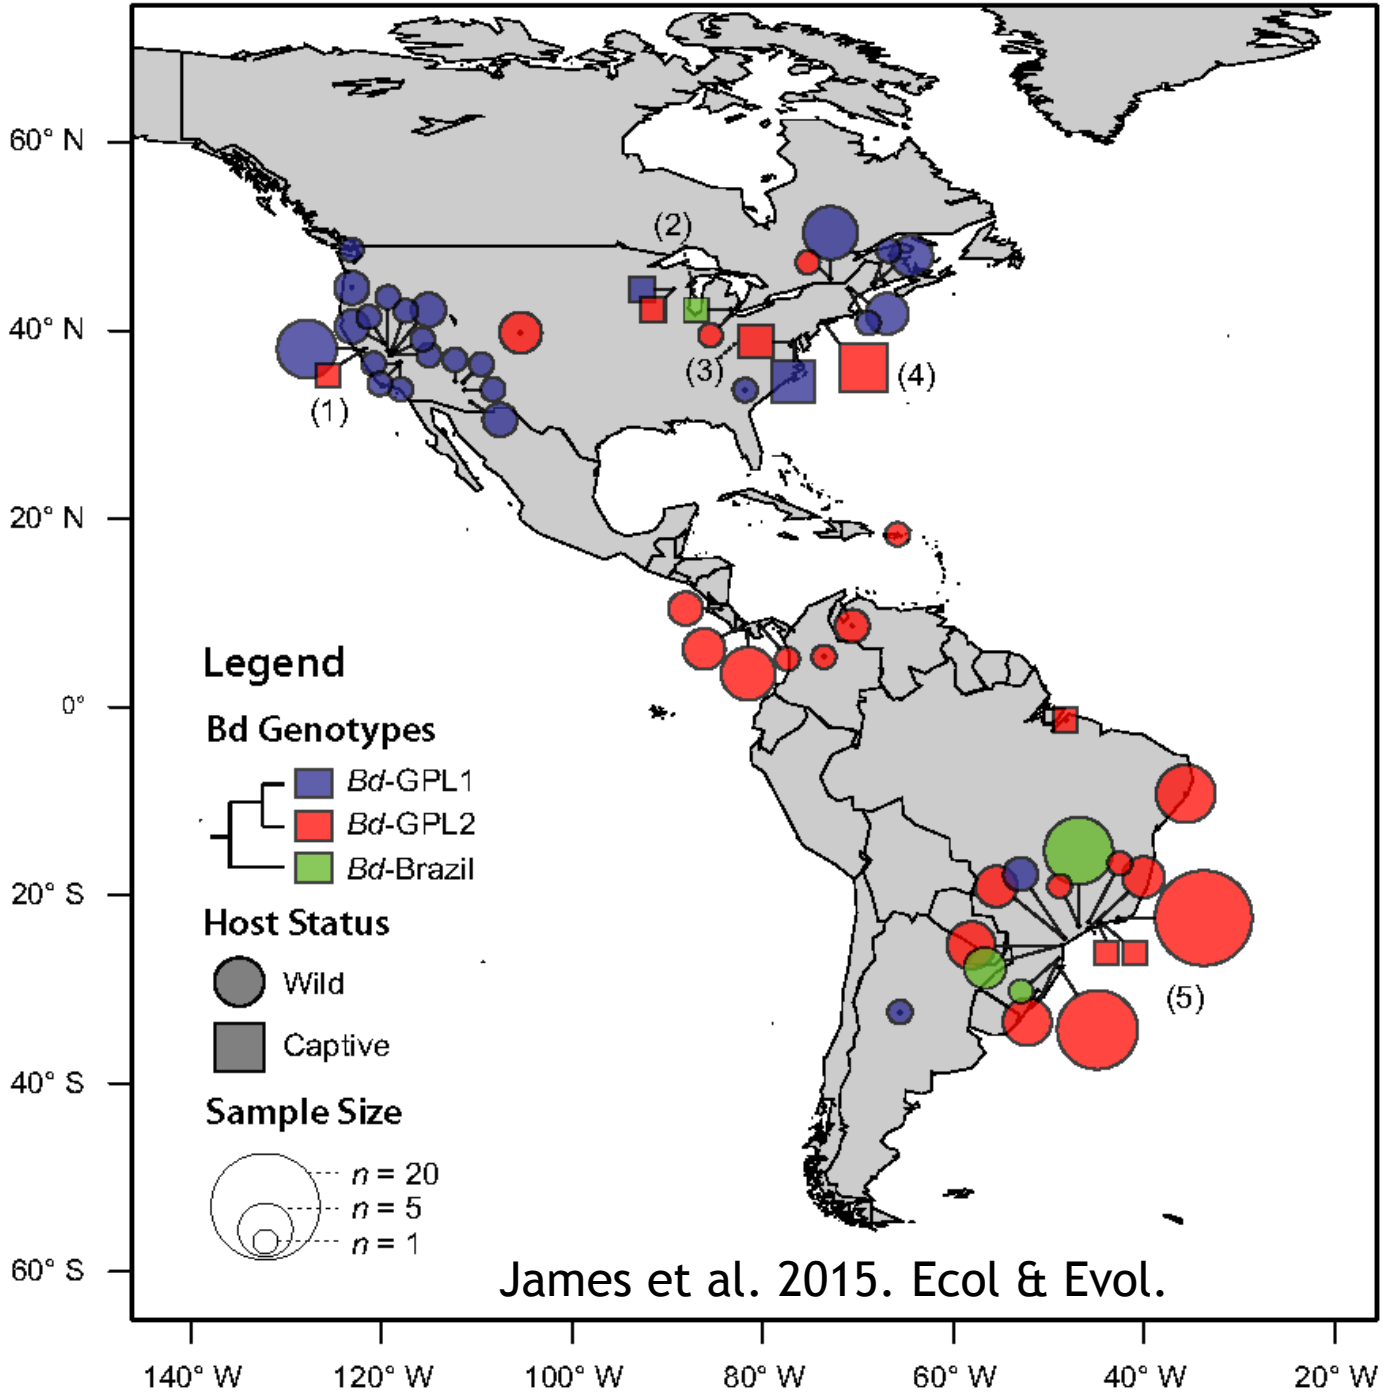 60° N
(2)
40° N
(3)
(4)
(1)
20° N
Legend
0°
Bd Genotypes
Bd-GPL1
Bd-GPL2
Bd-Brazil
20° S
Host Status
Wild
(5)
Captive
40° S
Sample Size
n = 20
n = 5
n = 1
60° S
James et al. 2015. Ecol & Evol.
140° W 120° W 100° W 80° W 60° W 40° W 20° W